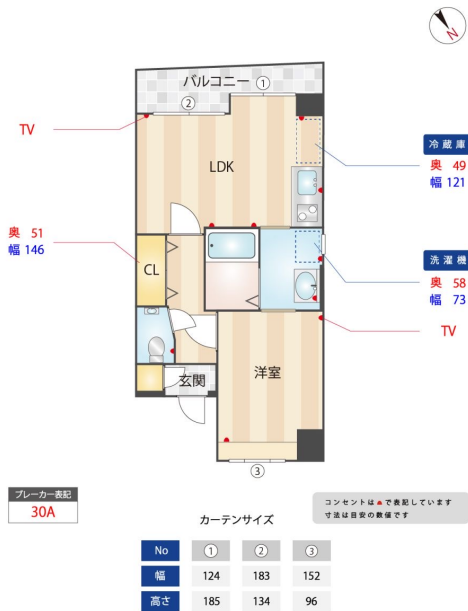 N
バルコニー ①
②
TV
LDK
冷蔵庫
奥 49
幅 121
奥 51
幅 146
CL
洗濯機
奥 58
幅 73
TV
洋室
玄関
③
ブレーカー表記
30A
コンセントは で表記しています
寸法は目安の数値です
カーテンサイズ
No ① ② ③
幅 124 183 152
高さ 185 134 96